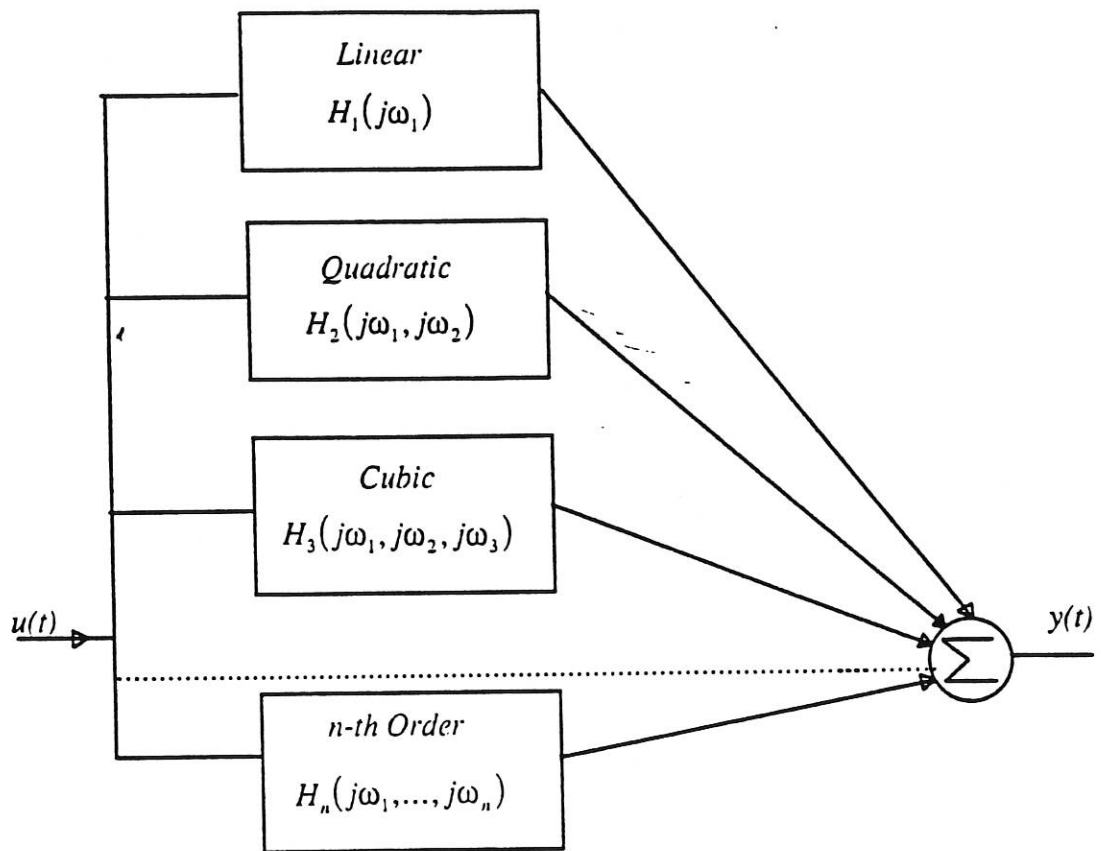 Linear
H₁(jω₁)
Quadratic
H₂(jω₁, jω₂)
Cubic
H₃(jω₁, jω₂, jω₃)
u(t)
y(t)
Σ
n-th Order
Hₙ(jω₁,..., jωₙ)